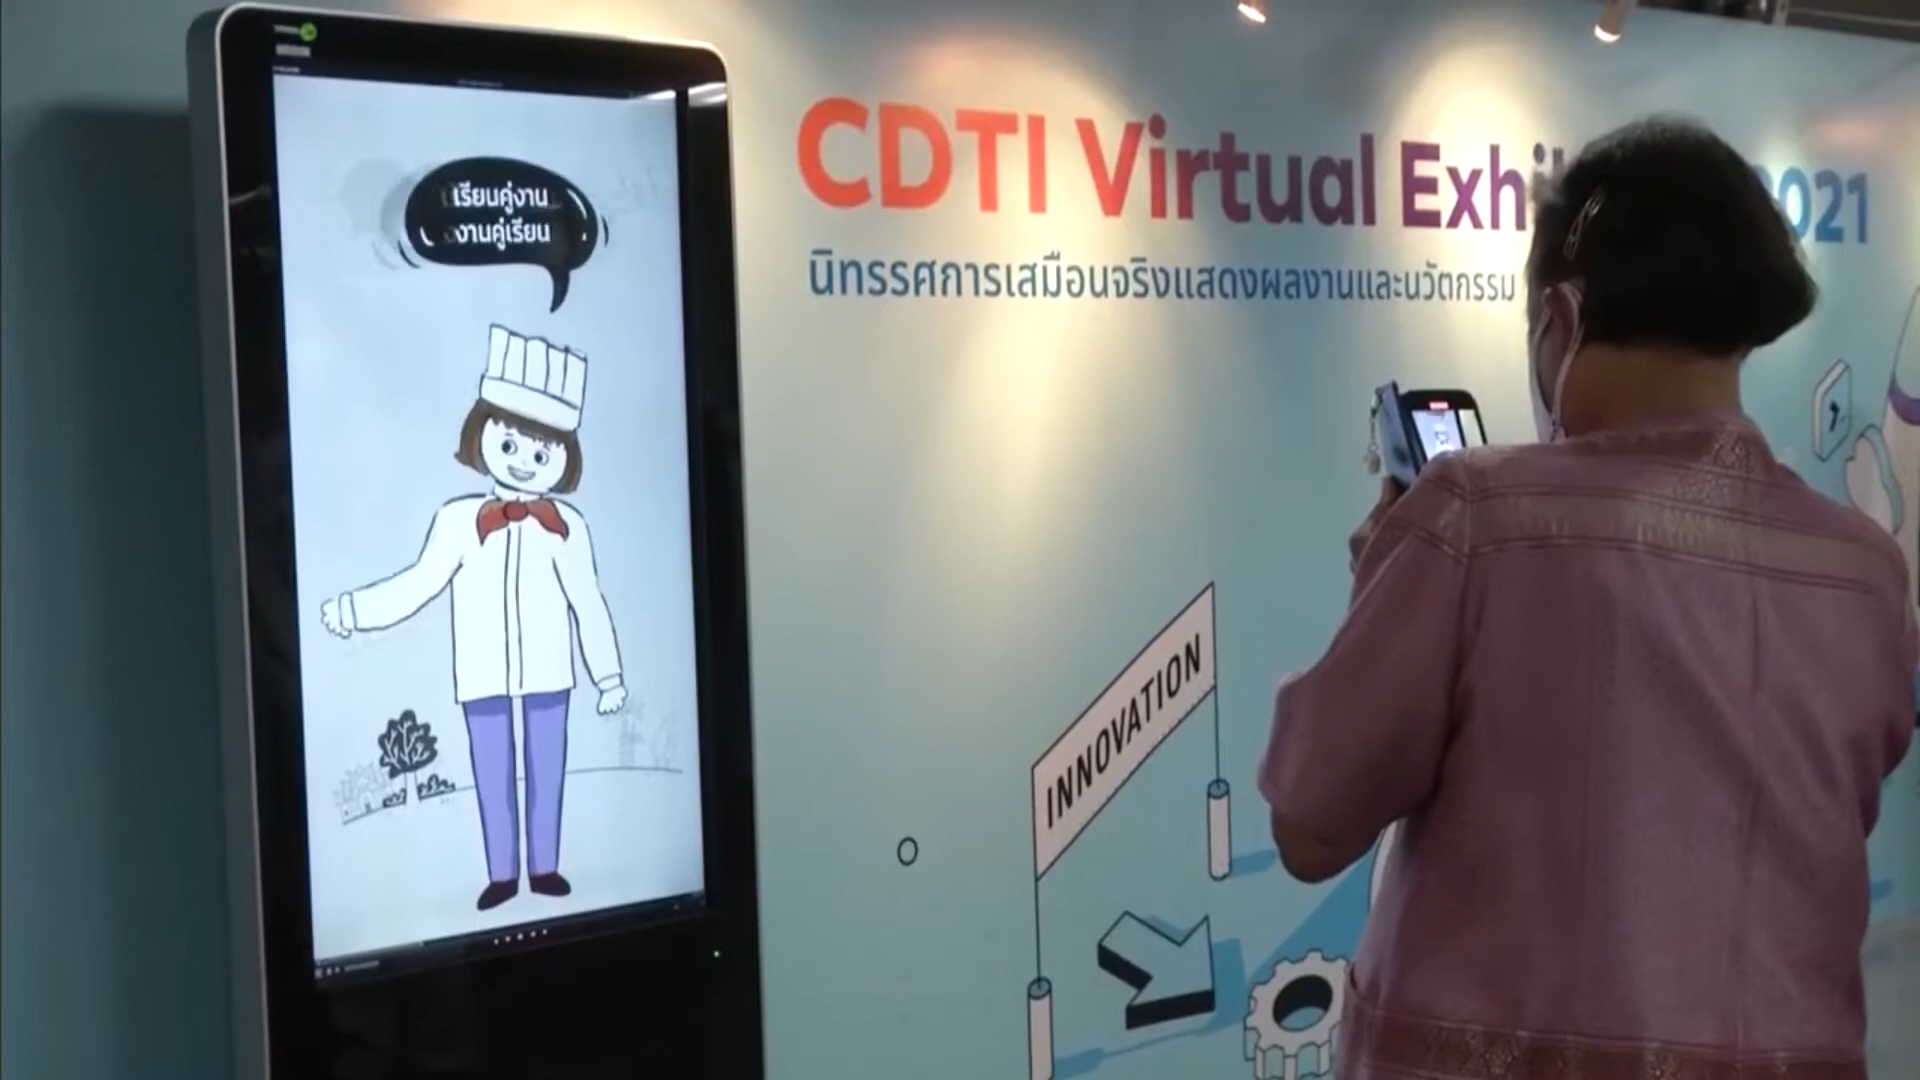 เรียนคู่งาน
งานคู่เรียน
CDTI Virtual Exhi 2021
นิทรรศการเสมือนจริงแสดงผลงานและนวัตกรรม
INNOVATION